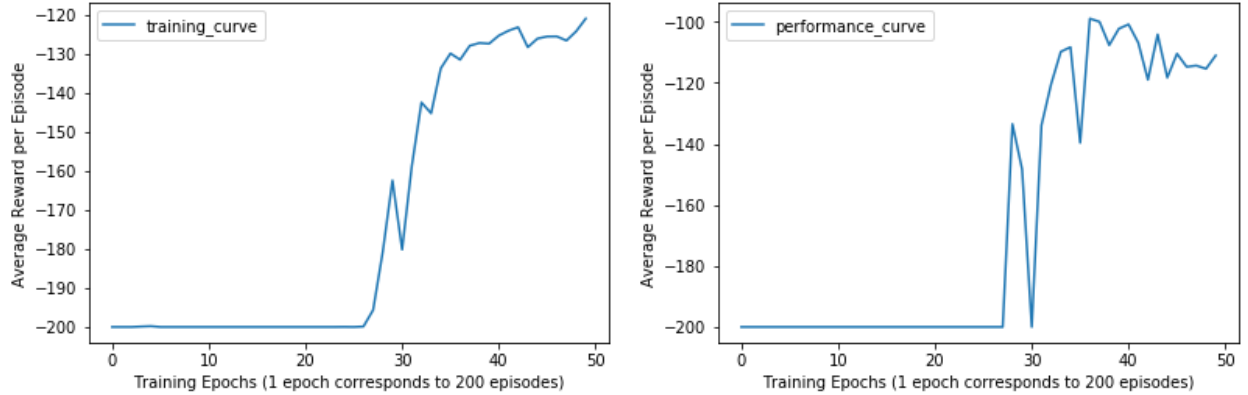 training_curve
−120
−130
−140
−150
−160
−170
−180
−190
−200
Average Reward per Episode
0 10 20 30 40 50
Training Epochs (1 epoch corresponds to 200 episodes)
performance_curve
−100
−120
−140
−160
−180
−200
Average Reward per Episode
0 10 20 30 40 50
Training Epochs (1 epoch corresponds to 200 episodes)